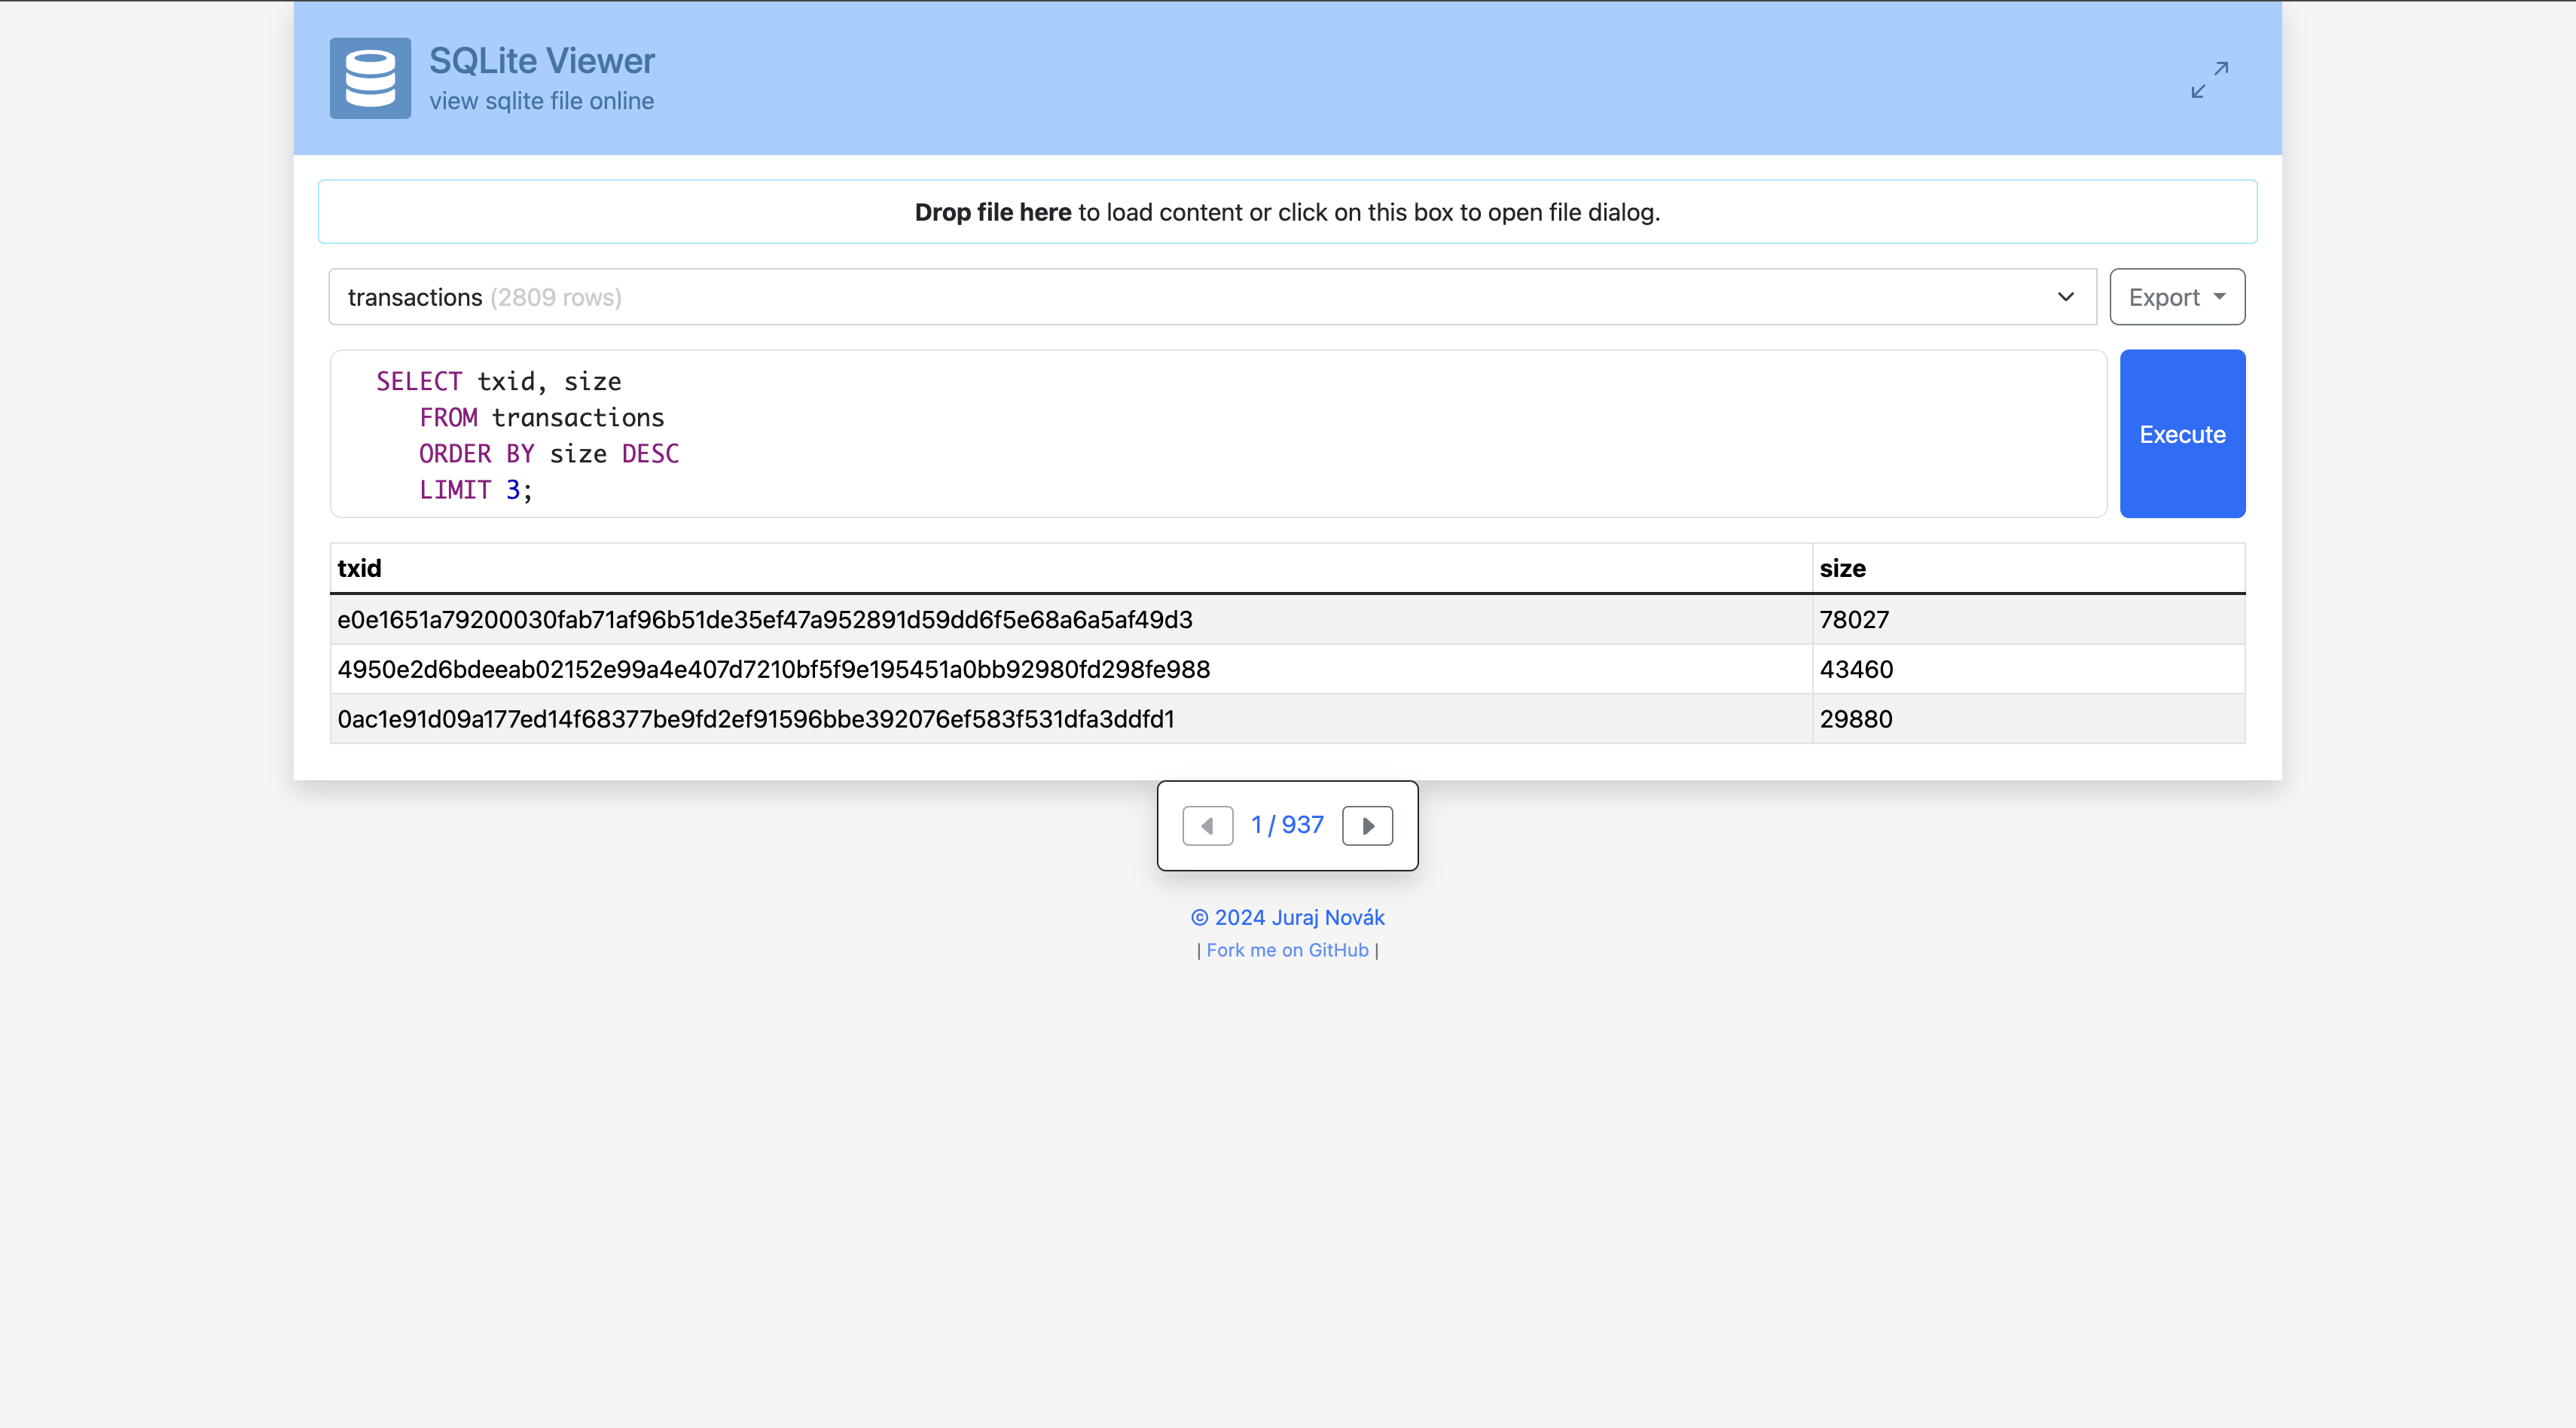 SQLite Viewer
view sqlite file online
Drop file here to load content or click on this box to open file dialog.
transactions (2809 rows)
Export
SELECT txid, size
FROM transactions
ORDER BY size DESC
LIMIT 3;
Execute
txid size
e0e1651a79200030fab71af96b51de35ef47a952891d59dd6f5e68a6a5af49d3 78027
4950e2d6bdeeab02152e99a4e407d7210bf5f9e195451a0bb92980fd298fe988 43460
0ac1e91d09a177ed14f68377be9fd2ef91596bbe392076ef583f531dfa3ddfd1 29880
1 / 937
© 2024 Juraj Novák
| Fork me on GitHub |